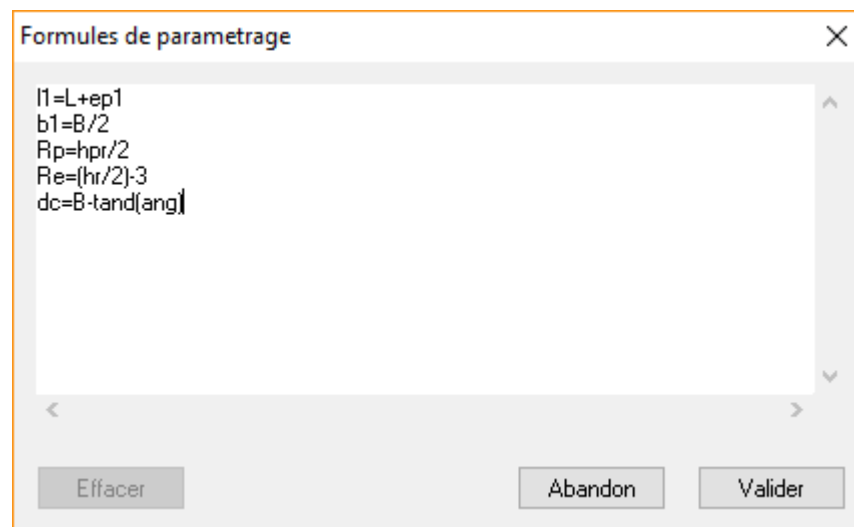 Formules de parametrage
l1=L+ep1
b1=B/2
Rp=hpr/2
Re=(hr/2)-3
dc=B-tand(ang)
Effacer
Abandon
Valider